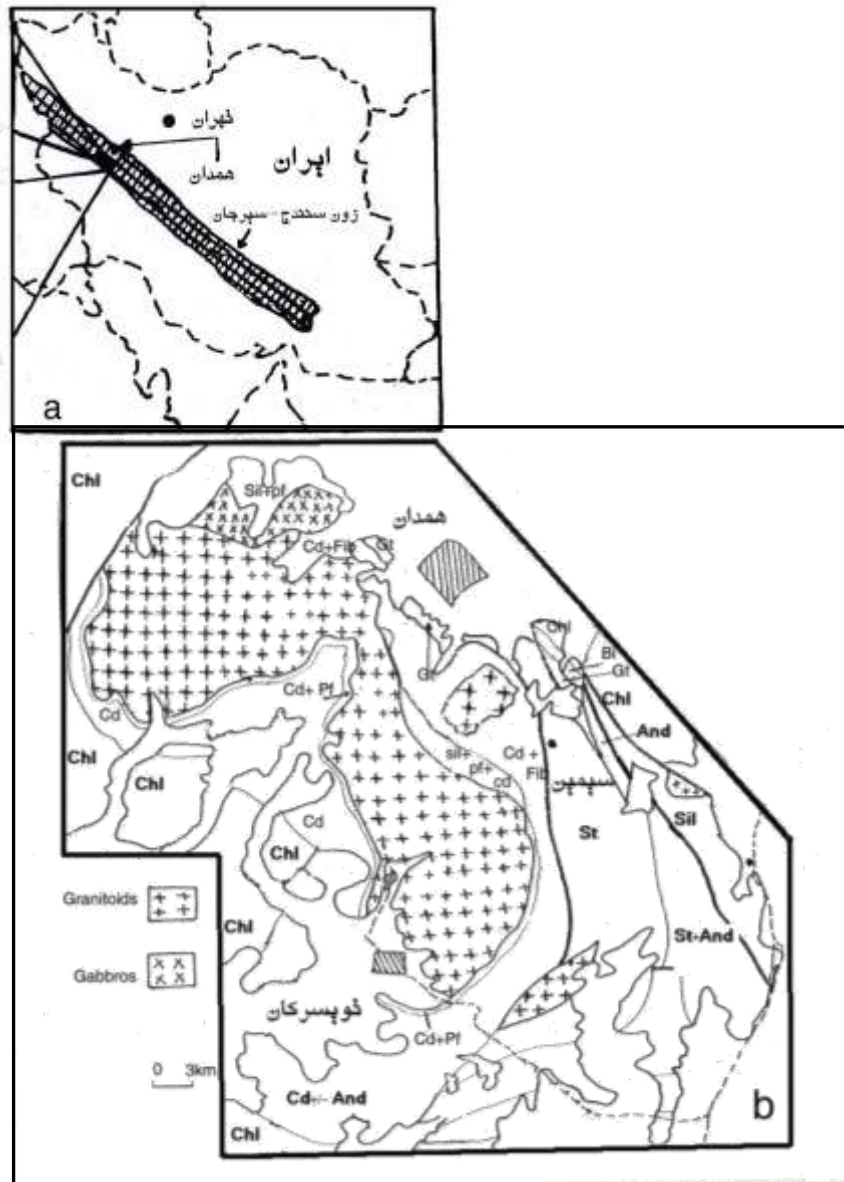 تهران
همدان
ایران
زون سنندج - سیرجان
a
Chl
Sil+pf
همدان
Cd+Fib
Gt
Chl
Bi
Gt
Chl
Gt
And
Cd+ Pf
Cd
Chl
Chl
sil+
pf+
cd
Cd +
Fib
سیمین
Cd
Chl
St
Sil
Granitoids
Chl
St-And
Gabbros
تویسرکان
Cd+Pf
0 3km
Cd+- And
Chl
b